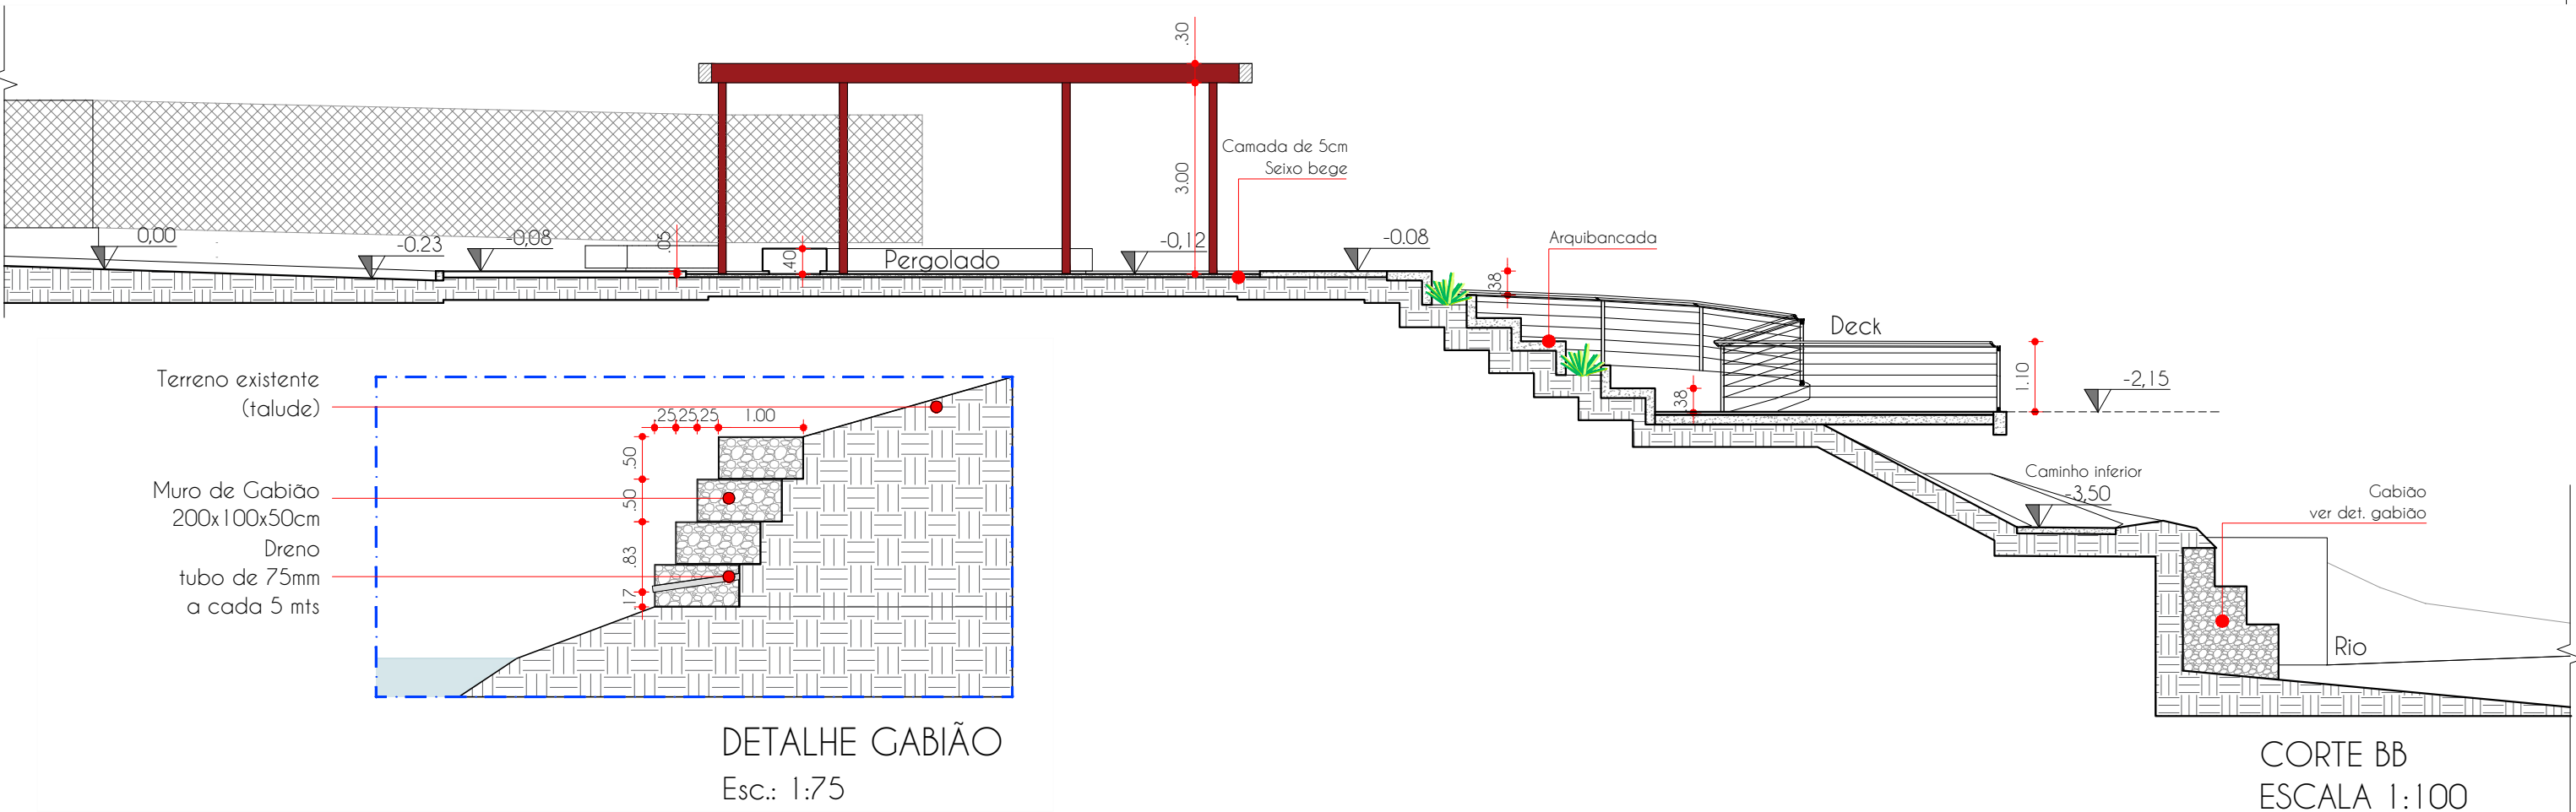 .30
3.00
Camada de 5cm
Seixo bege
0,00
-0.23
-0,08
.05
.40
Pergolado
-0,12
-0.08
.38
Arquibancada
Deck
.38
1.10
-2,15
Caminho inferior
-3,50
Gabião
ver det. gabião
Rio
Terreno existente
(talude)
Muro de Gabião
200x100x50cm
Dreno
tubo de 75mm
a cada 5 mts
.25 .25 .25 1.00
.50
.50
.83
.17
DETALHE GABIÃO
Esc.: 1:75
CORTE BB
ESCALA 1:100